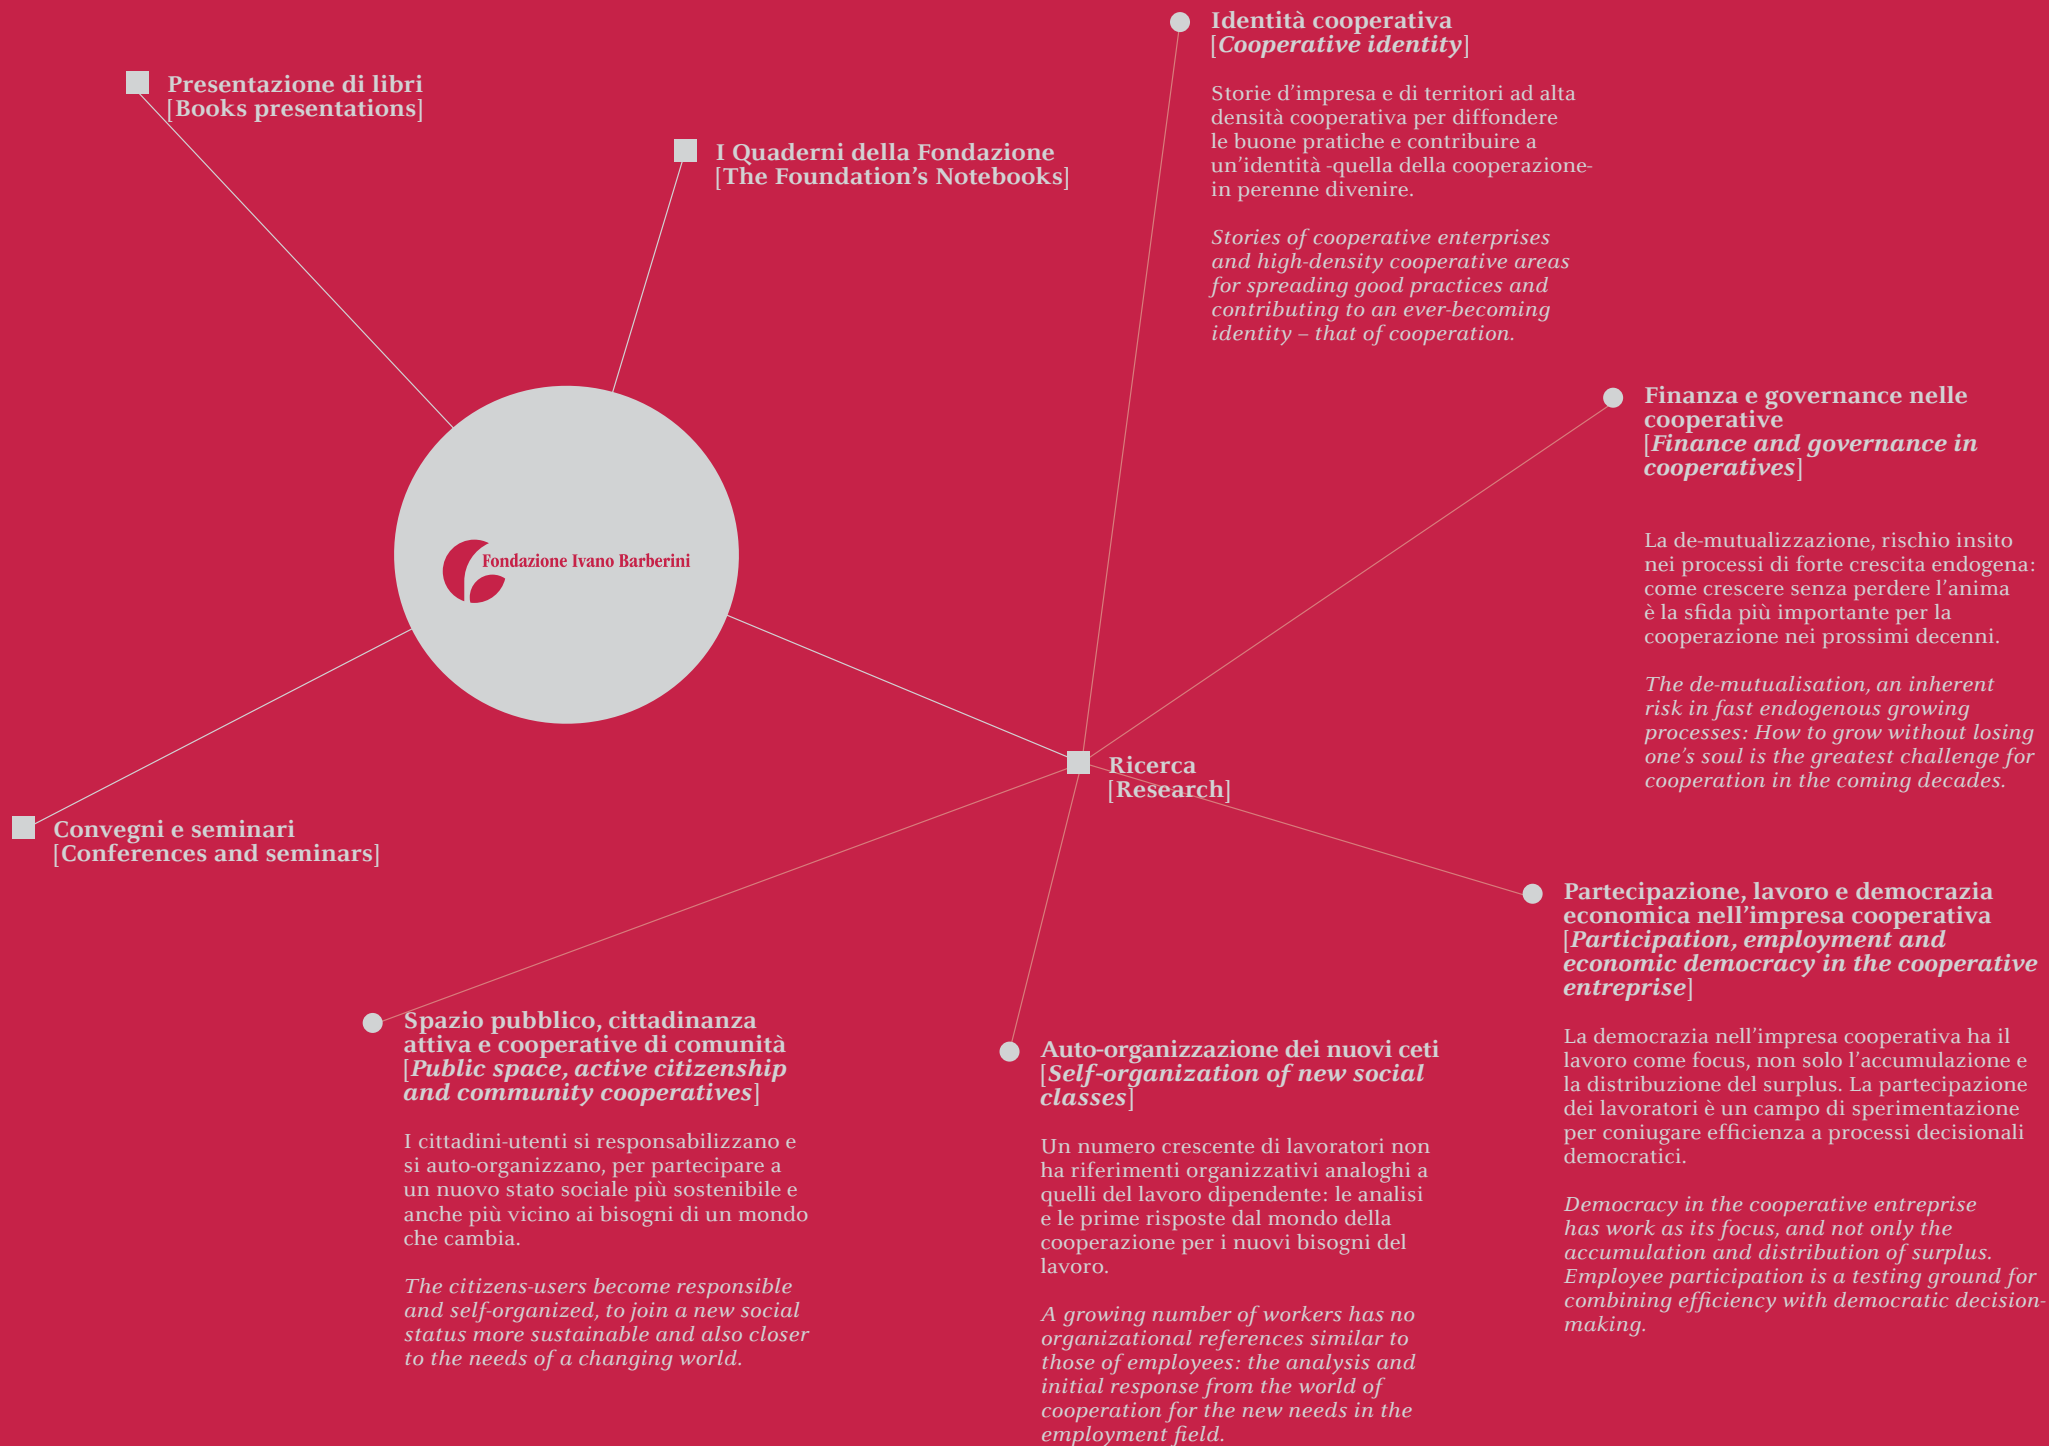 Presentazione di libri
[Books presentations]
I Quaderni della Fondazione
[The Foundation’s Notebooks]
Fondazione Ivano Barberini
Convegni e seminari
[Conferences and seminars]
Ricerca
[Research]
Identità cooperativa
[Cooperative identity]
Storie d’impresa e di territori ad alta
densità cooperativa per diffondere
le buone pratiche e contribuire a
un’identità -quella della cooperazione-
in perenne divenire.
Stories of cooperative enterprises
and high-density cooperative areas
for spreading good practices and
contributing to an ever-becoming
identity – that of cooperation.
Finanza e governance nelle
cooperative
[Finance and governance in
cooperatives]
La de-mutualizzazione, rischio insito
nei processi di forte crescita endogena:
come crescere senza perdere l’anima
è la sfida più importante per la
cooperazione nei prossimi decenni.
The de-mutualisation, an inherent
risk in fast endogenous growing
processes: How to grow without losing
one’s soul is the greatest challenge for
cooperation in the coming decades.
Partecipazione, lavoro e democrazia
economica nell’impresa cooperativa
[Participation, employment and
economic democracy in the cooperative
entreprise]
La democrazia nell’impresa cooperativa ha il
lavoro come focus, non solo l’accumulazione e
la distribuzione del surplus. La partecipazione
dei lavoratori è un campo di sperimentazione
per coniugare efficienza a processi decisionali
democratici.
Democracy in the cooperative entreprise
has work as its focus, and not only the
accumulation and distribution of surplus.
Employee participation is a testing ground for
combining efficiency with democratic decision-
making.
Spazio pubblico, cittadinanza
attiva e cooperative di comunità
[Public space, active citizenship
and community cooperatives]
I cittadini-utenti si responsabilizzano e
si auto-organizzano, per partecipare a
un nuovo stato sociale più sostenibile e
anche più vicino ai bisogni di un mondo
che cambia.
The citizens-users become responsible
and self-organized, to join a new social
status more sustainable and also closer
to the needs of a changing world.
Auto-organizzazione dei nuovi ceti
[Self-organization of new social
classes]
Un numero crescente di lavoratori non
ha riferimenti organizzativi analoghi a
quelli del lavoro dipendente: le analisi
e le prime risposte dal mondo della
cooperazione per i nuovi bisogni del
lavoro.
A growing number of workers has no
organizational references similar to
those of employees: the analysis and
initial response from the world of
cooperation for the new needs in the
employment field.